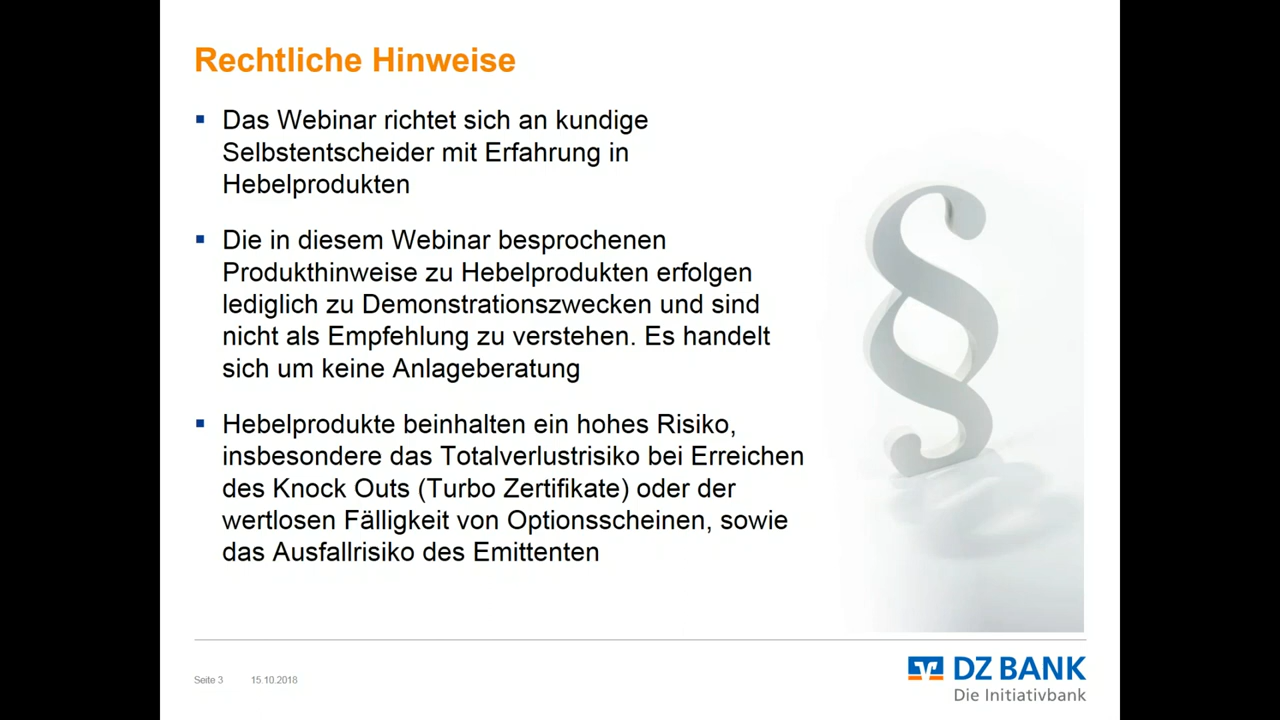 Rechtliche Hinweise
▪ Das Webinar richtet sich an kundige
Selbstentscheider mit Erfahrung in
Hebelprodukten
▪ Die in diesem Webinar besprochenen
Produkthinweise zu Hebelprodukten erfolgen
lediglich zu Demonstrationszwecken und sind
nicht als Empfehlung zu verstehen. Es handelt
sich um keine Anlageberatung
▪ Hebelprodukte beinhalten ein hohes Risiko,
insbesondere das Totalverlustrisiko bei Erreichen
des Knock Outs (Turbo Zertifikate) oder der
wertlosen Fälligkeit von Optionsscheinen, sowie
das Ausfallrisiko des Emittenten
§
Seite 3 15.10.2018
DZ BANK
Die Initiativbank